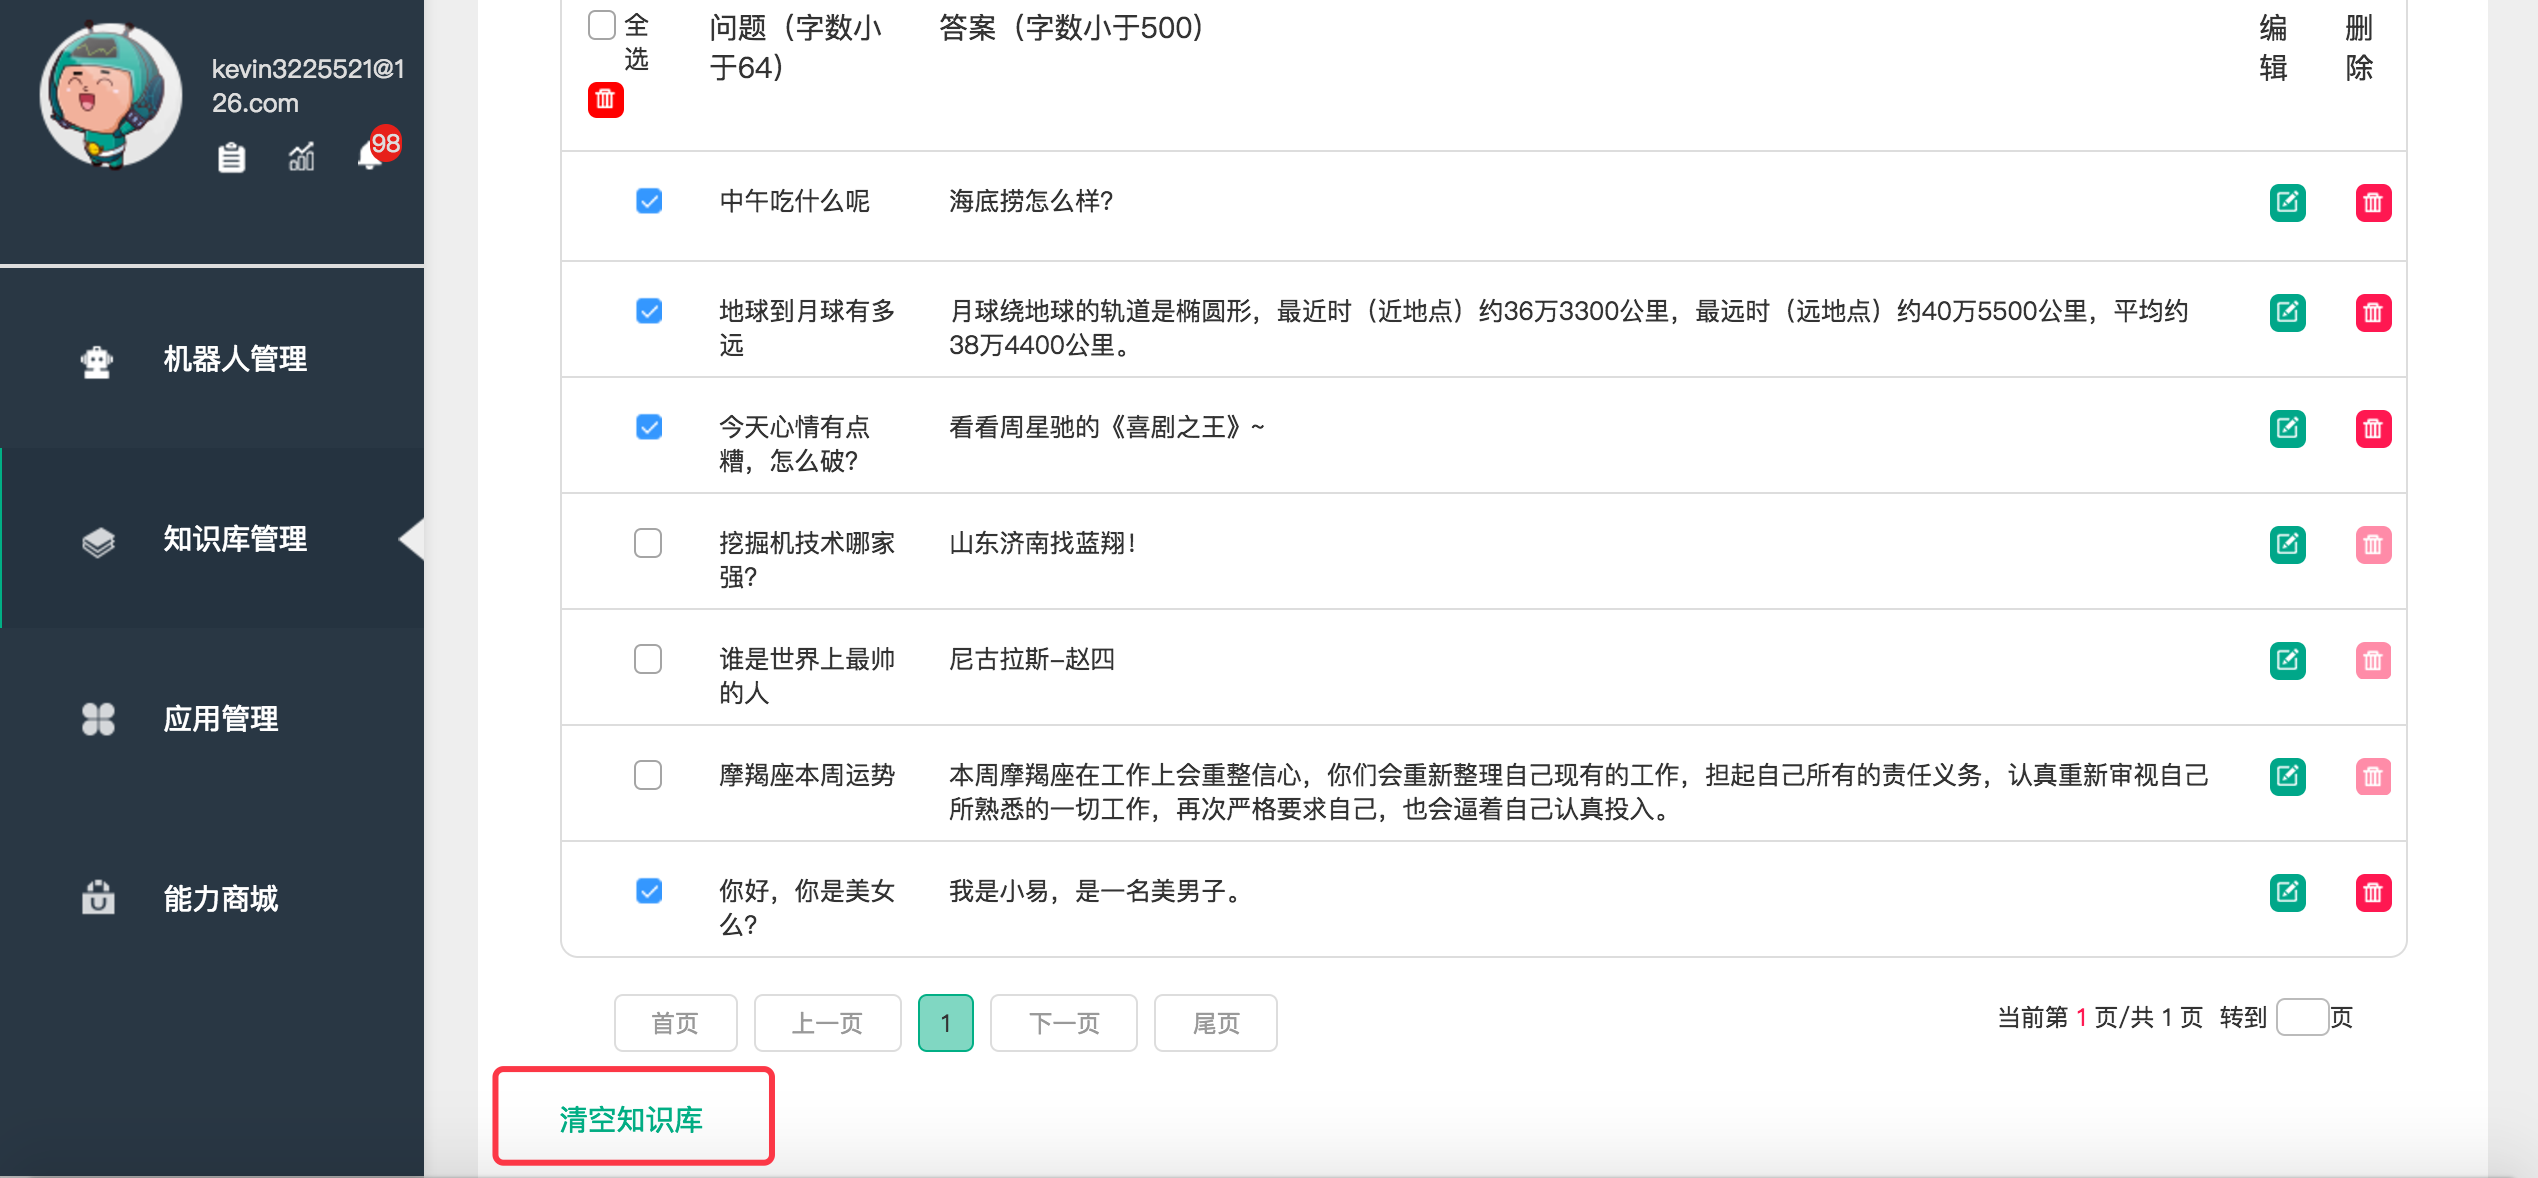 kevin3225521@1
26.com
98
机器人管理
知识库管理
应用管理
能力商城
全
选
问题（字数小
于64）
答案（字数小于500）
编
辑
删
除
中午吃什么呢
海底捞怎么样？
地球到月球有多
远
月球绕地球的轨道是椭圆形，最近时（近地点）约36万3300公里，最远时（远地点）约40万5500公里，平均约
38万4400公里。
今天心情有点
糟，怎么破？
看看周星驰的《喜剧之王》~
挖掘机技术哪家
强？
山东济南找蓝翔！
谁是世界上最帅
的人
尼古拉斯-赵四
摩羯座本周运势
本周摩羯座在工作上会重整信心，你们会重新整理自己现有的工作，担起自己所有的责任义务，认真重新审视自己
所熟悉的一切工作，再次严格要求自己，也会逼着自己认真投入。
你好，你是美女
么？
我是小易，是一名美男子。
首页 上一页 1 下一页 尾页
当前第 1 页/共 1 页 转到 页
清空知识库